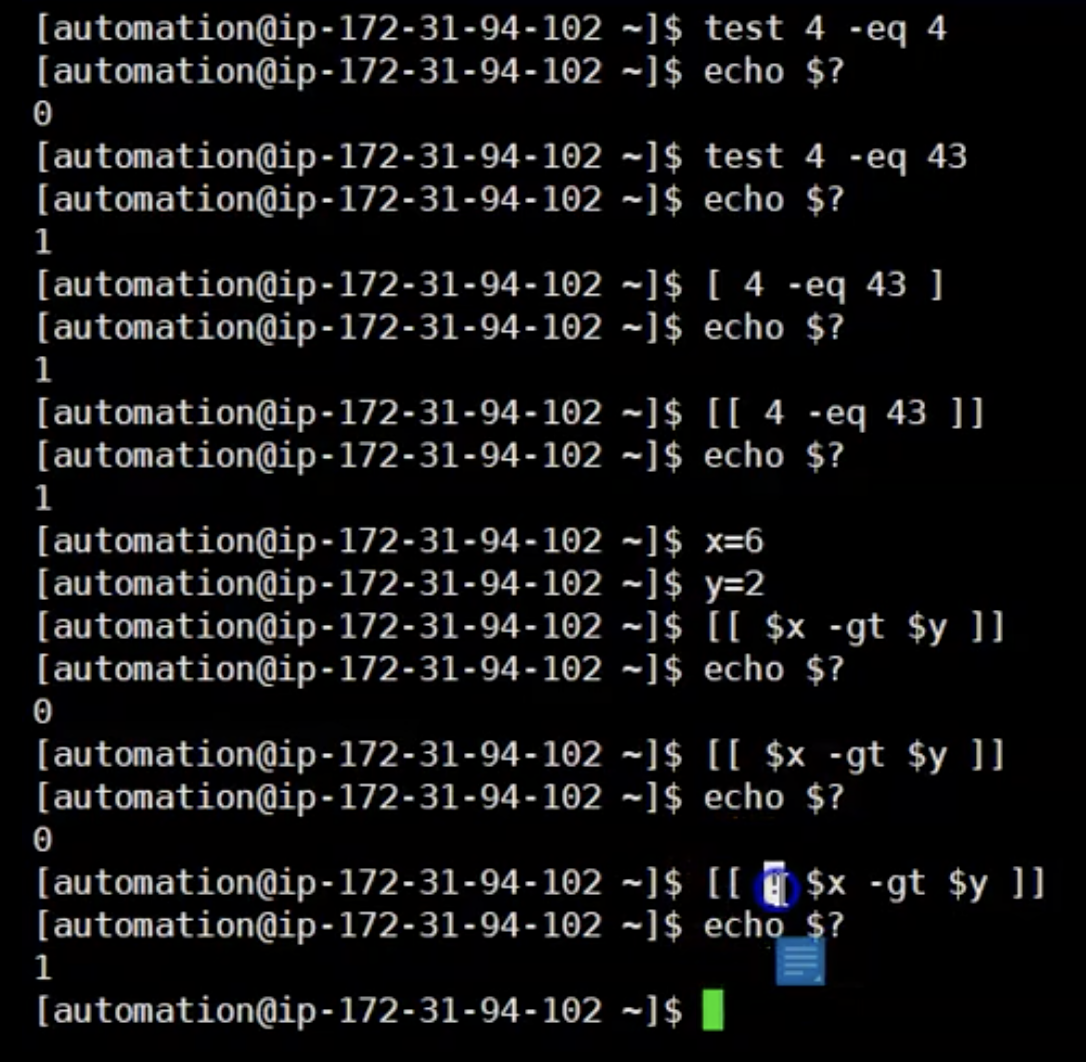 [automation@ip-172-31-94-102 ~]$ test 4 -eq 4
[automation@ip-172-31-94-102 ~]$ echo $?
0
[automation@ip-172-31-94-102 ~]$ test 4 -eq 43
[automation@ip-172-31-94-102 ~]$ echo $?
1
[automation@ip-172-31-94-102 ~]$ [ 4 -eq 43 ]
[automation@ip-172-31-94-102 ~]$ echo $?
1
[automation@ip-172-31-94-102 ~]$ [[ 4 -eq 43 ]]
[automation@ip-172-31-94-102 ~]$ echo $?
1
[automation@ip-172-31-94-102 ~]$ x=6
[automation@ip-172-31-94-102 ~]$ y=2
[automation@ip-172-31-94-102 ~]$ [[ $x -gt $y ]]
[automation@ip-172-31-94-102 ~]$ echo $?
0
[automation@ip-172-31-94-102 ~]$ [[ $x -gt $y ]]
[automation@ip-172-31-94-102 ~]$ echo $?
0
[automation@ip-172-31-94-102 ~]$ [[ ! $x -gt $y ]]
[automation@ip-172-31-94-102 ~]$ echo $?
1
[automation@ip-172-31-94-102 ~]$